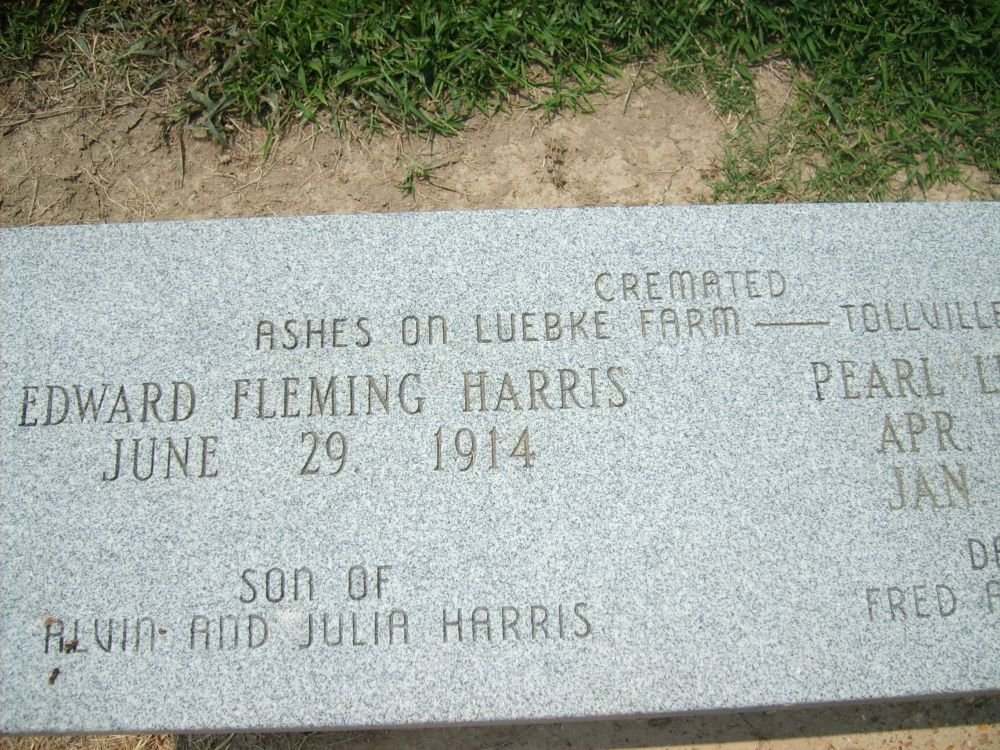 CREMATED
ASHES ON LUEBKE FARM — TOLLVILLE
EDWARD FLEMING HARRIS PEARL
JUNE 29. 1914 APR.
JAN
SON OF
ALVIN AND JULIA HARRIS FRED